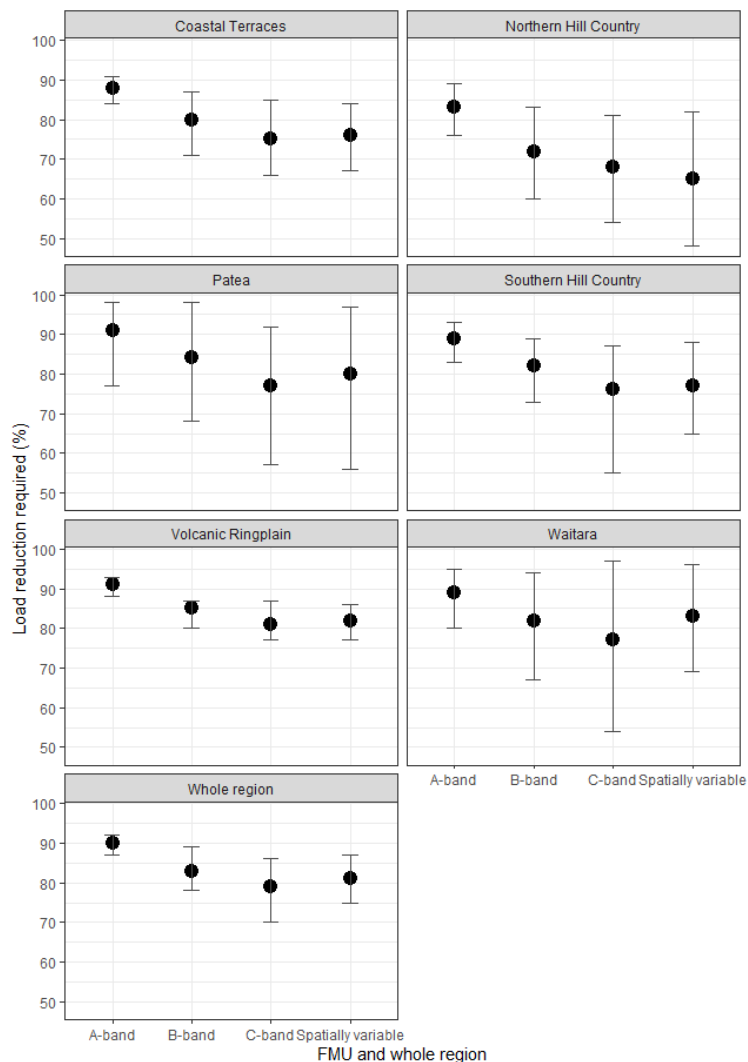 Coastal Terraces
Northern Hill Country
100
90
80
70
60
50
Patea
Southern Hill Country
100
90
80
70
60
50
Load reduction required (%)
Volcanic Ringplain
Waitara
100
90
80
70
60
50
A-band B-band C-band Spatially variable
Whole region
100
90
80
70
60
50
A-band B-band C-band Spatially variable
FMU and whole region